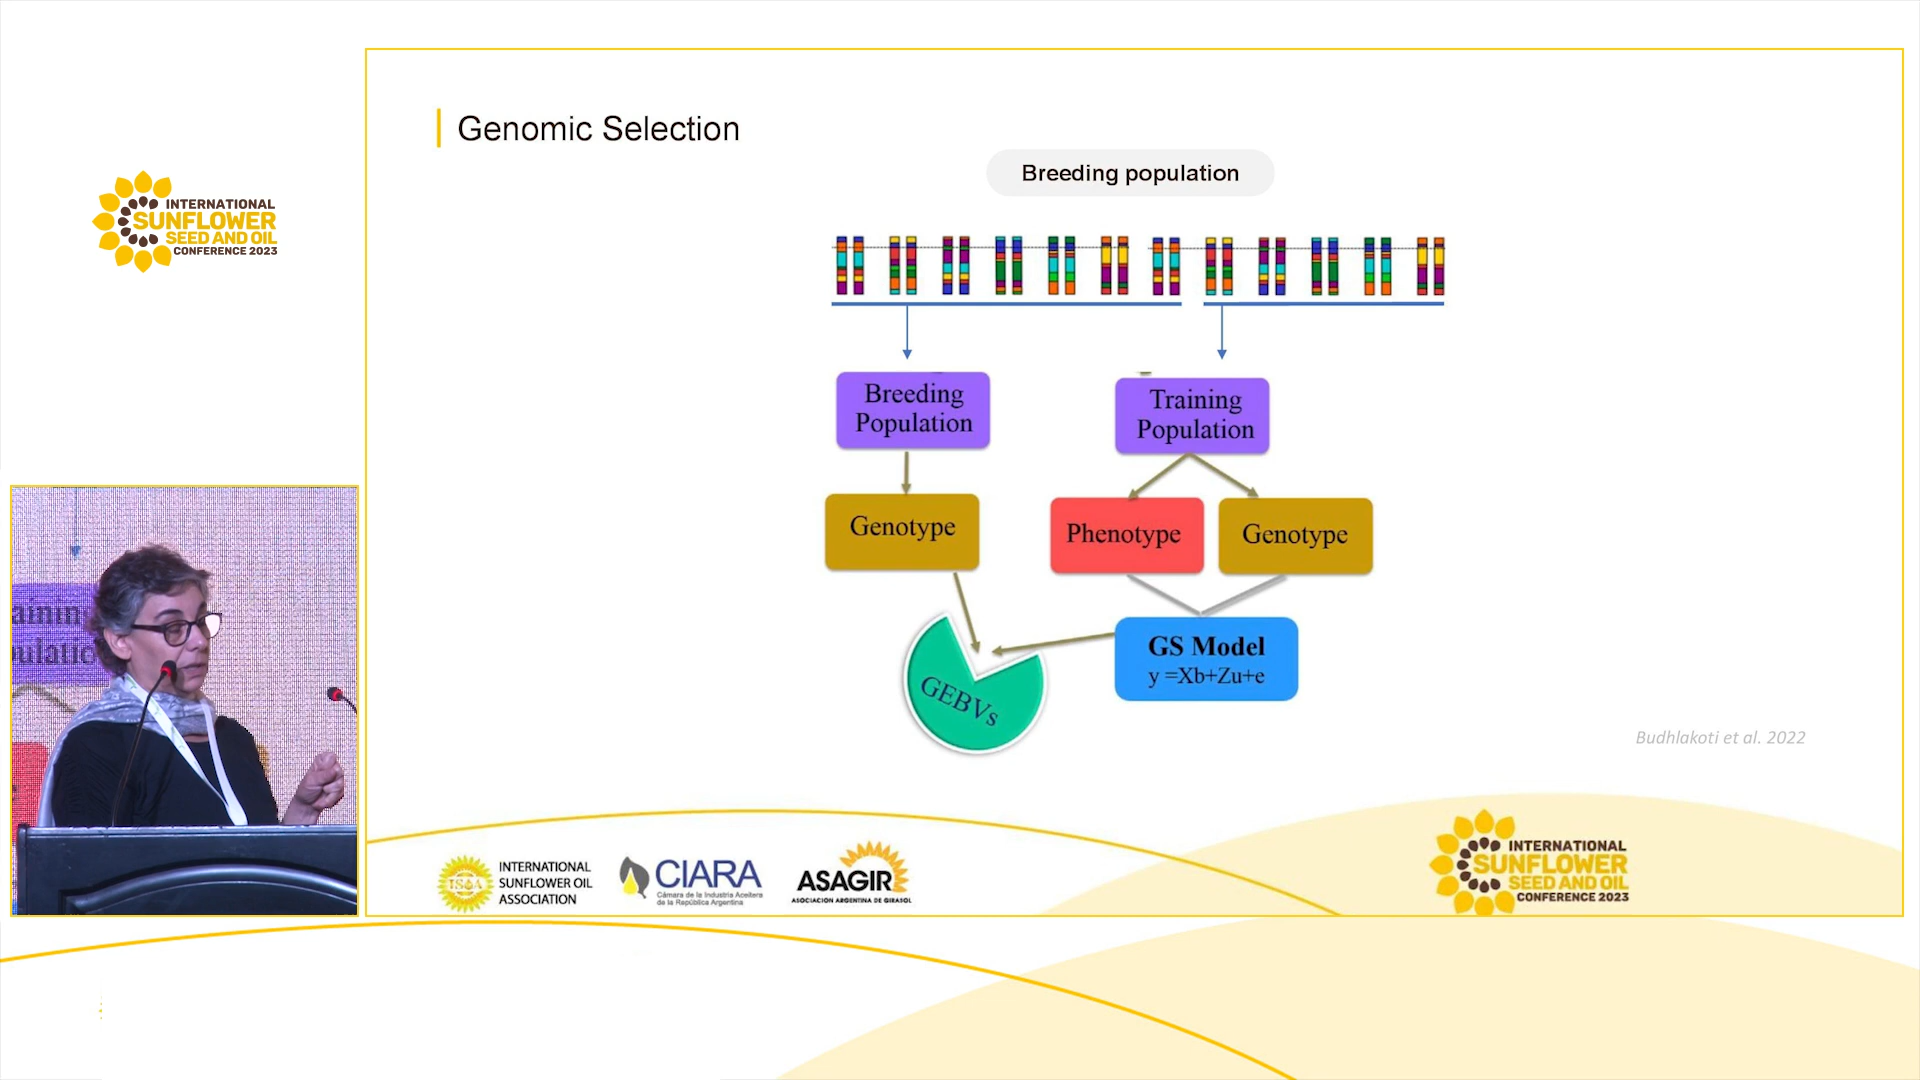 INTERNATIONAL
SUNFLOWER
SEED AND OIL
CONFERENCE 2023
Genomic Selection
Breeding population
Breeding
Population
Training
Population
Genotype
Phenotype
Genotype
GS Model
y =Xb+Zu+e
GEBVs
Budhlakoti et al. 2022
ISOA
INTERNATIONAL
SUNFLOWER OIL
ASSOCIATION
CIARA
Cámara de la Industria Aceitera
de la República Argentina
ASAGIR
ASOCIACION ARGENTINA DE GIRASOL
INTERNATIONAL
SUNFLOWER
SEED AND OIL
CONFERENCE 2023